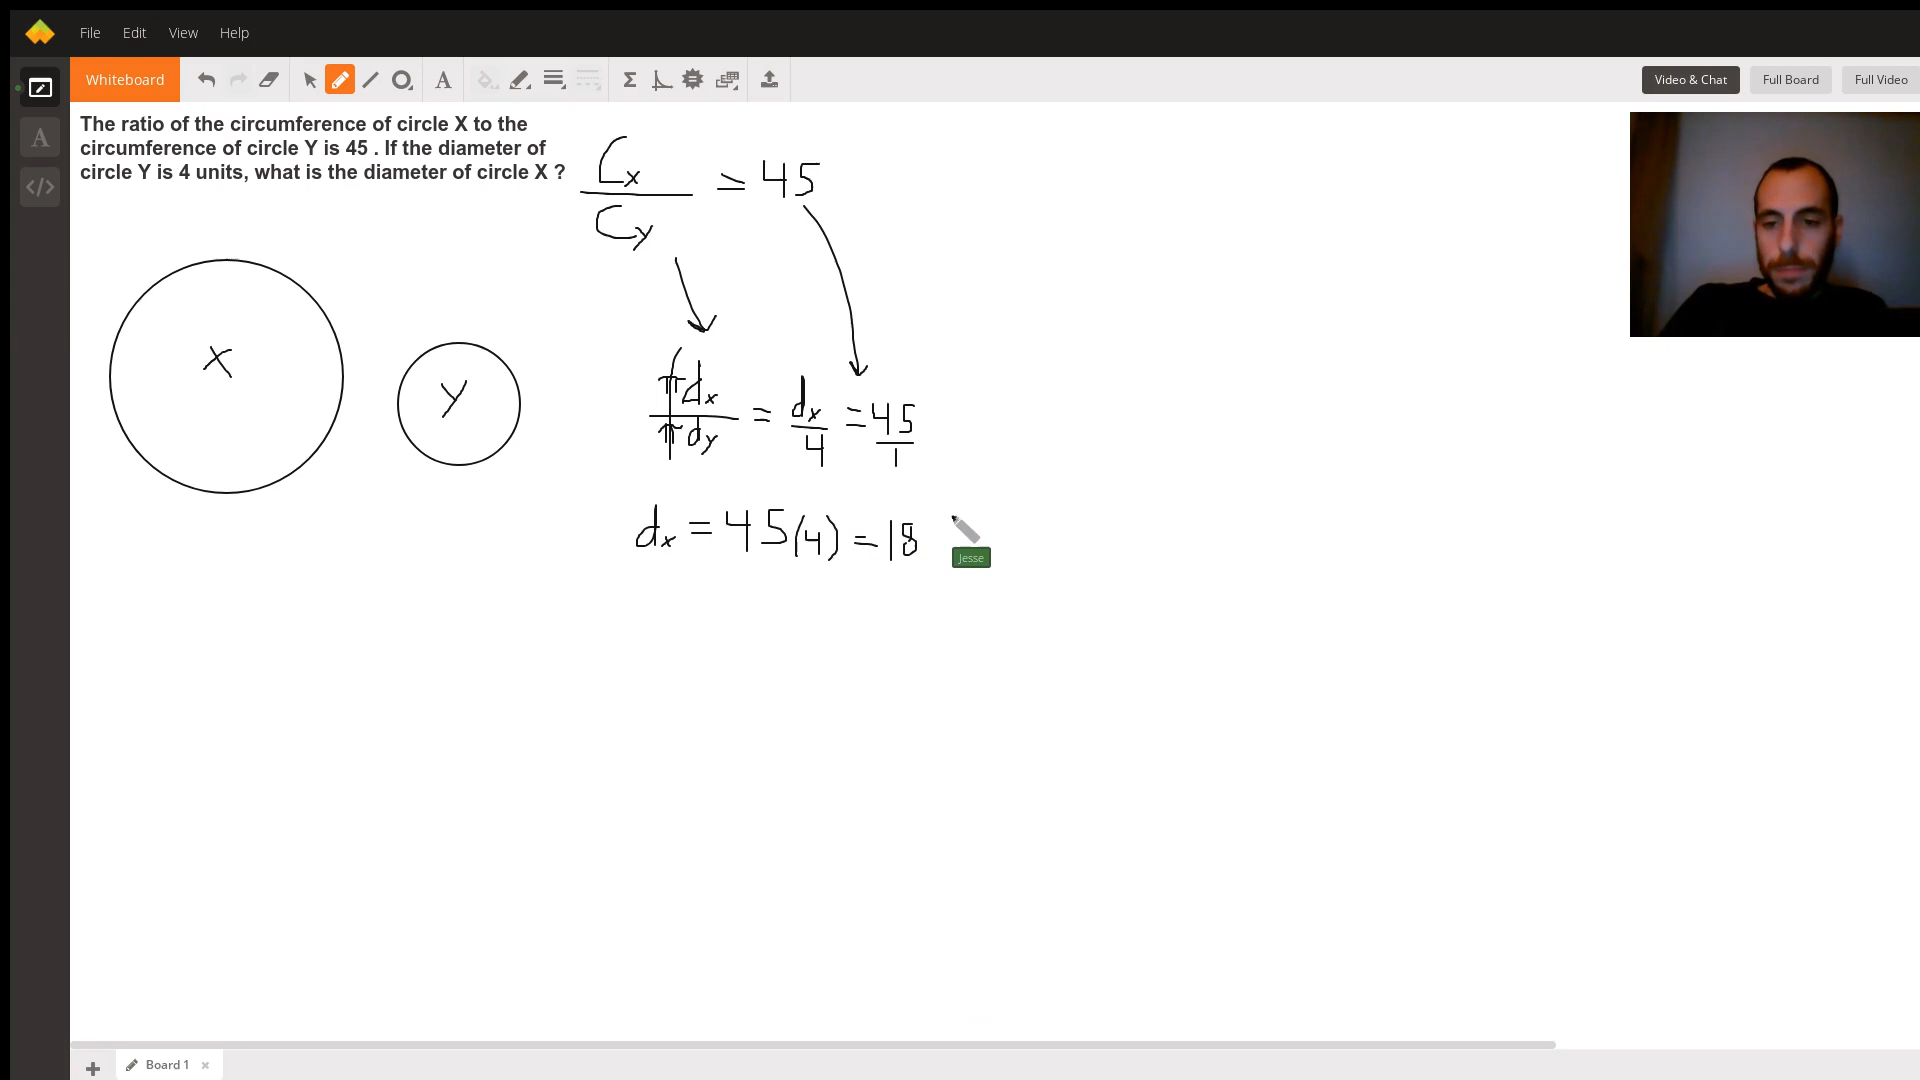 File Edit View Help
Whiteboard A Σ Video & Chat Full Board Full Video
A
</>
The ratio of the circumference of circle X to the
circumference of circle Y is 45 . If the diameter of
circle Y is 4 units, what is the diameter of circle X ?
Cx
Cy
= 45
X
Y
πdx
πdy
=
dx
4
=
45
1
dx = 45(4) = 18
Jesse
+ Board 1 ×